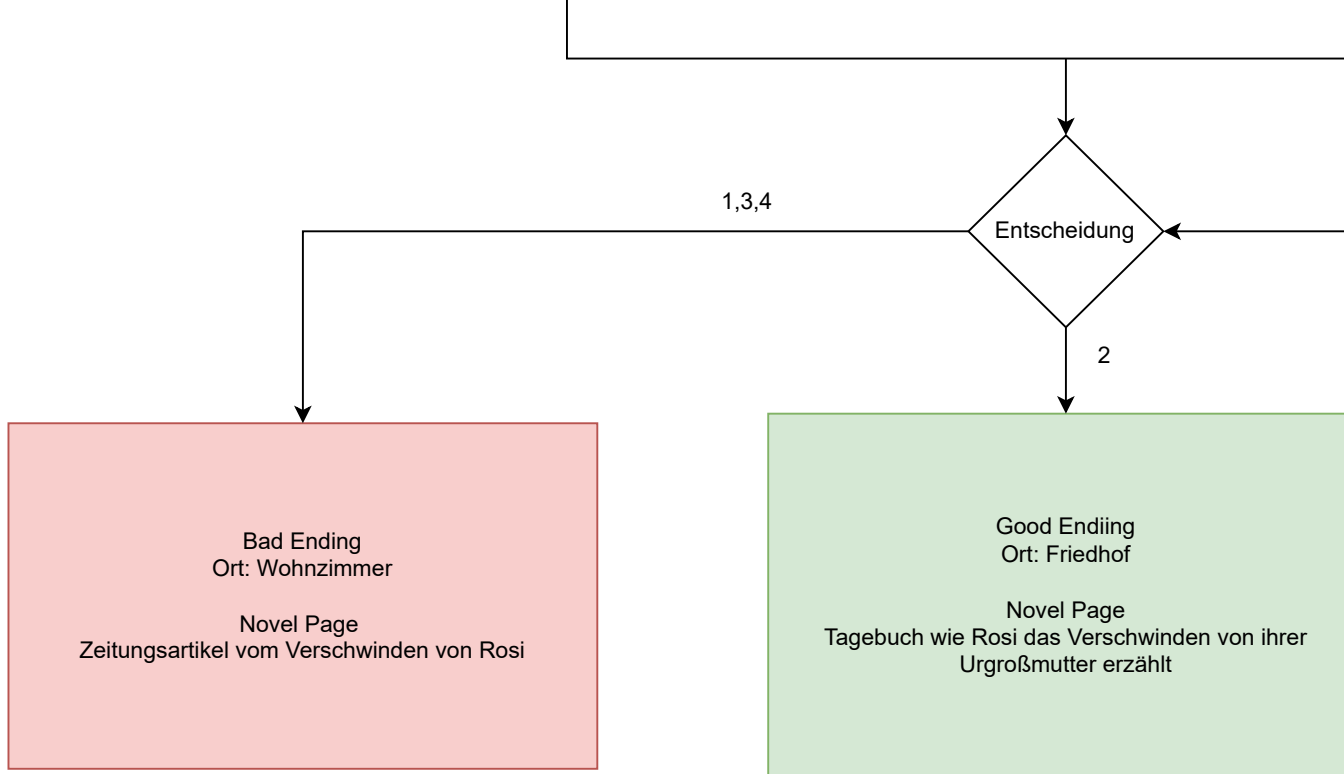 1,3,4
Entscheidung
2
Bad Ending
Ort: Wohnzimmer
Novel Page
Zeitungsartikel vom Verschwinden von Rosi
Good Endiing
Ort: Friedhof
Novel Page
Tagebuch wie Rosi das Verschwinden von ihrer
Urgroßmutter erzählt